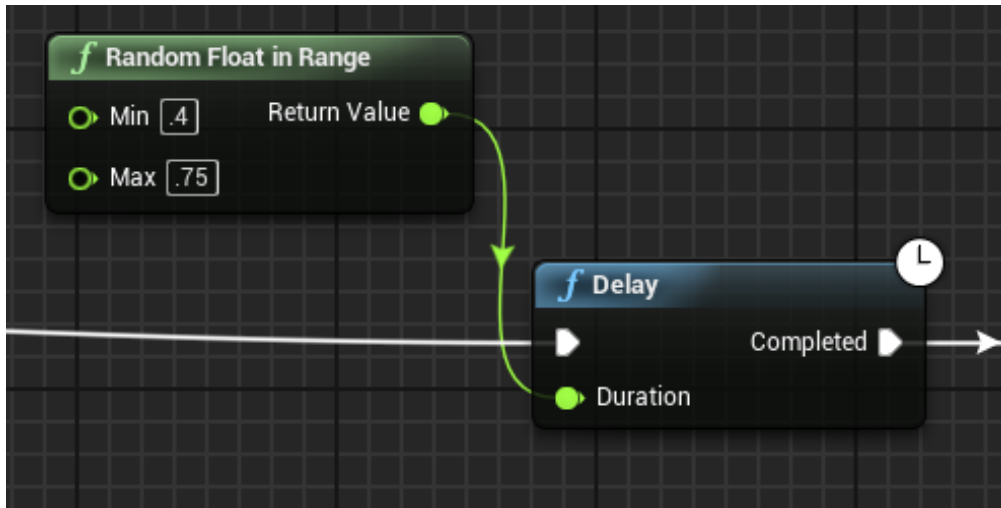 f Random Float in Range
Min .4 Return Value
Max .75
f Delay
Completed
Duration